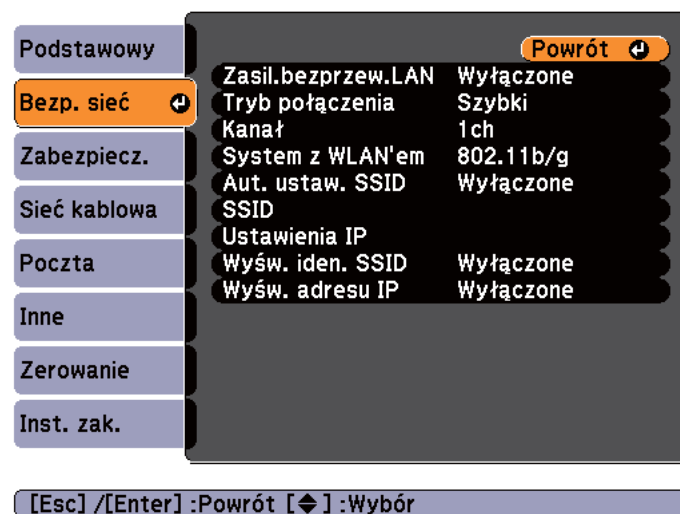 Podstawowy
Bezp. sieć
Zabezpiecz.
Sieć kablowa
Poczta
Inne
Zerowanie
Inst. zak.
Powrót
Zasil.bezprzew.LAN Wyłączone
Tryb połączenia Szybki
Kanał 1ch
System z WLAN'em 802.11b/g
Aut. ustaw. SSID Wyłączone
SSID
Ustawienia IP
Wyśw. iden. SSID Wyłączone
Wyśw. adresu IP Wyłączone
[Esc] /[Enter] :Powrót [◆] :Wybór